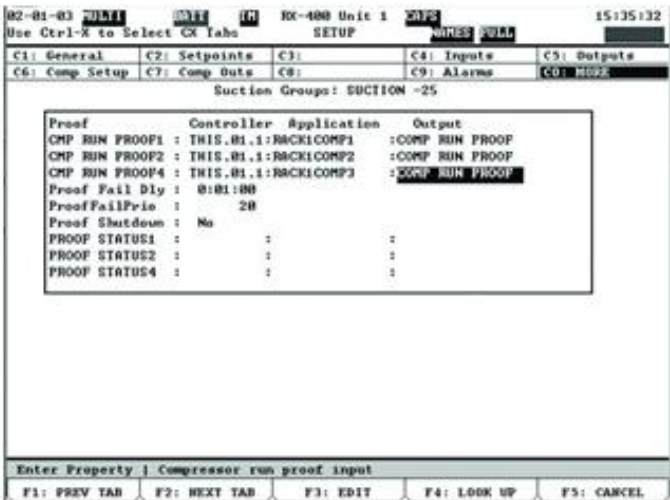 02-01-03 MULTI BATT TM RX-400 Unit 1 CAPS 15:35:32
Use Ctrl-X to Select CX Tabs SETUP NAMES FULL
C1: General C2: Setpoints C3: C4: Inputs C5: Outputs
C6: Comp Setup C7: Comp Outs C8: C9: Alarms C0: MORE
Suction Groups: SUCTION -25
Proof Controller Application Output
CMP RUN PROOF1 : THIS.01.1:RACK1COMP1 :COMP RUN PROOF
CMP RUN PROOF2 : THIS.01.1:RACK1COMP2 :COMP RUN PROOF
CMP RUN PROOF4 : THIS.01.1:RACK1COMP3 :COMP RUN PROOF
Proof Fail Dly : 0:01:00
ProofFailPrio : 20
Proof Shutdown : No
PROOF STATUS1 : : :
PROOF STATUS2 : : :
PROOF STATUS4 : : :
Enter Property | Compressor run proof input
F1: PREV TAB F2: NEXT TAB F3: EDIT F4: LOOK UP F5: CANCEL